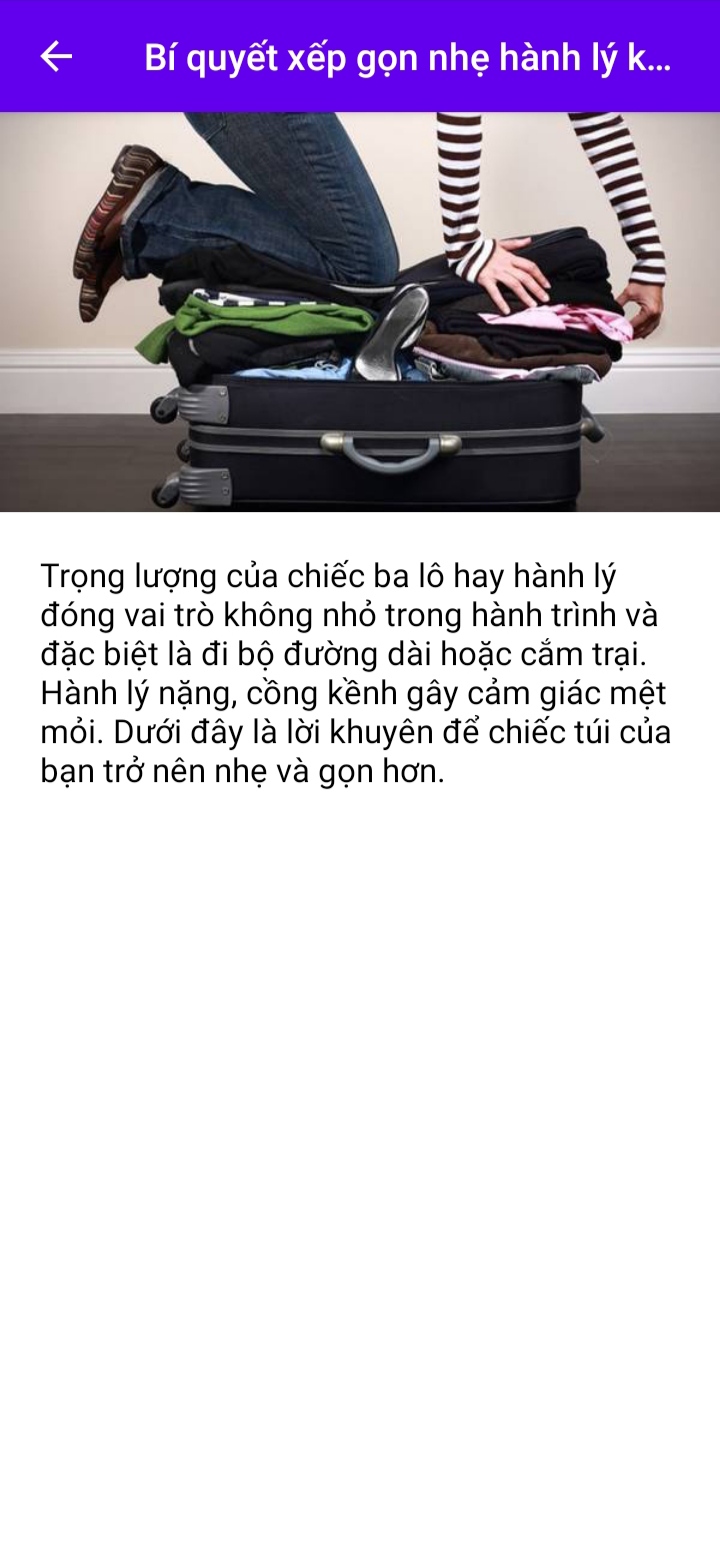 Bí quyết xếp gọn nhẹ hành lý k...
Trọng lượng của chiếc ba lô hay hành lý
đóng vai trò không nhỏ trong hành trình và
đặc biệt là đi bộ đường dài hoặc cắm trại.
Hành lý nặng, cồng kềnh gây cảm giác mệt
mỏi. Dưới đây là lời khuyên để chiếc túi của
bạn trở nên nhẹ và gọn hơn.